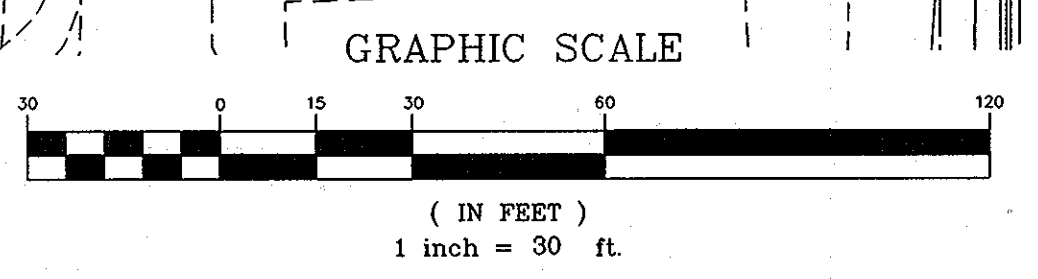 GRAPHIC SCALE
30 0 15 30 60 120
( IN FEET )
1 inch = 30 ft.